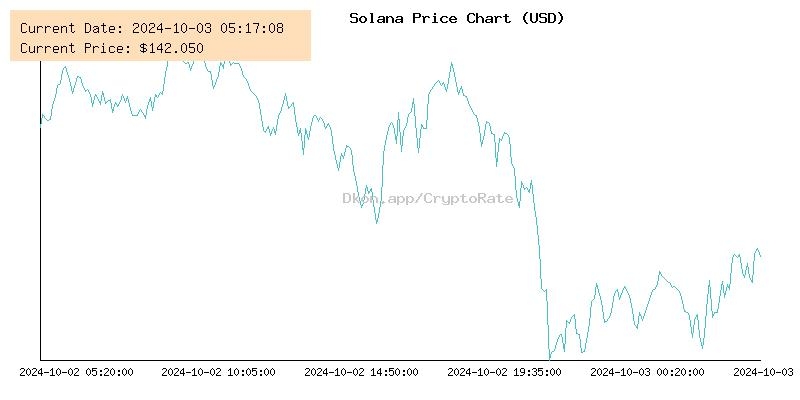 Solana Price Chart (USD)
Current Date: 2024-10-03 05:17:08
Current Price: $142.050
Dkon.app/CryptoRate
2024-10-02 05:20:00 2024-10-02 10:05:00 2024-10-02 14:50:00 2024-10-02 19:35:00 2024-10-03 00:20:00 2024-10-03